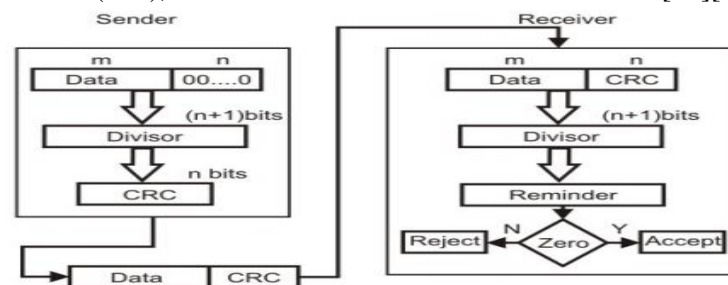 Sender
m n
Data 00....0
(n+1)bits
Divisor
n bits
CRC
Data CRC
Receiver
m n
Data CRC
(n+1)bits
Divisor
Reminder
Reject N Zero Y Accept